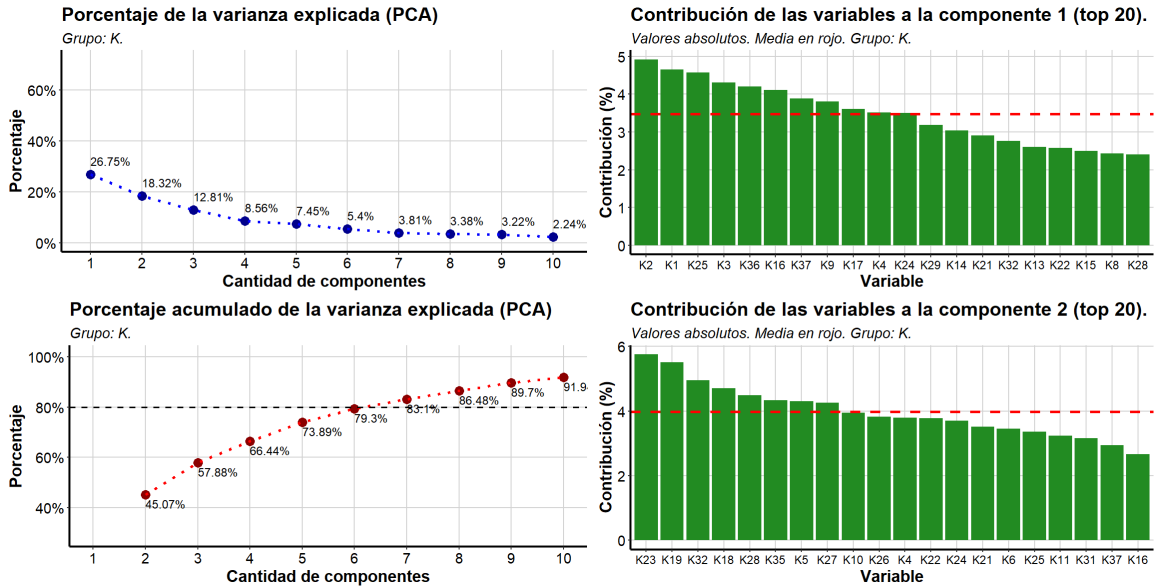 Porcentaje de la varianza explicada (PCA)
Grupo: K.
Porcentaje
60%
40%
20%
0%
26.75%
18.32%
12.81%
8.56%
7.45%
5.4%
3.81%
3.38%
3.22%
2.24%
1 2 3 4 5 6 7 8 9 10
Cantidad de componentes
Contribución de las variables a la componente 1 (top 20).
Valores absolutos. Media en rojo. Grupo: K.
Contribución (%)
5
4
3
2
1
0
K2 K1 K25 K3 K36 K16 K37 K9 K17 K4 K24 K29 K14 K21 K32 K13 K22 K15 K8 K28
Variable
Porcentaje acumulado de la varianza explicada (PCA)
Grupo: K.
Porcentaje
100%
80%
60%
40%
45.07%
57.88%
66.44%
73.89%
79.3%
83.1%
86.48%
89.7%
91.9
1 2 3 4 5 6 7 8 9 10
Cantidad de componentes
Contribución de las variables a la componente 2 (top 20).
Valores absolutos. Media en rojo. Grupo: K.
Contribución (%)
6
4
2
0
K23 K19 K32 K18 K28 K35 K5 K27 K10 K26 K4 K22 K24 K21 K6 K25 K11 K31 K37 K16
Variable